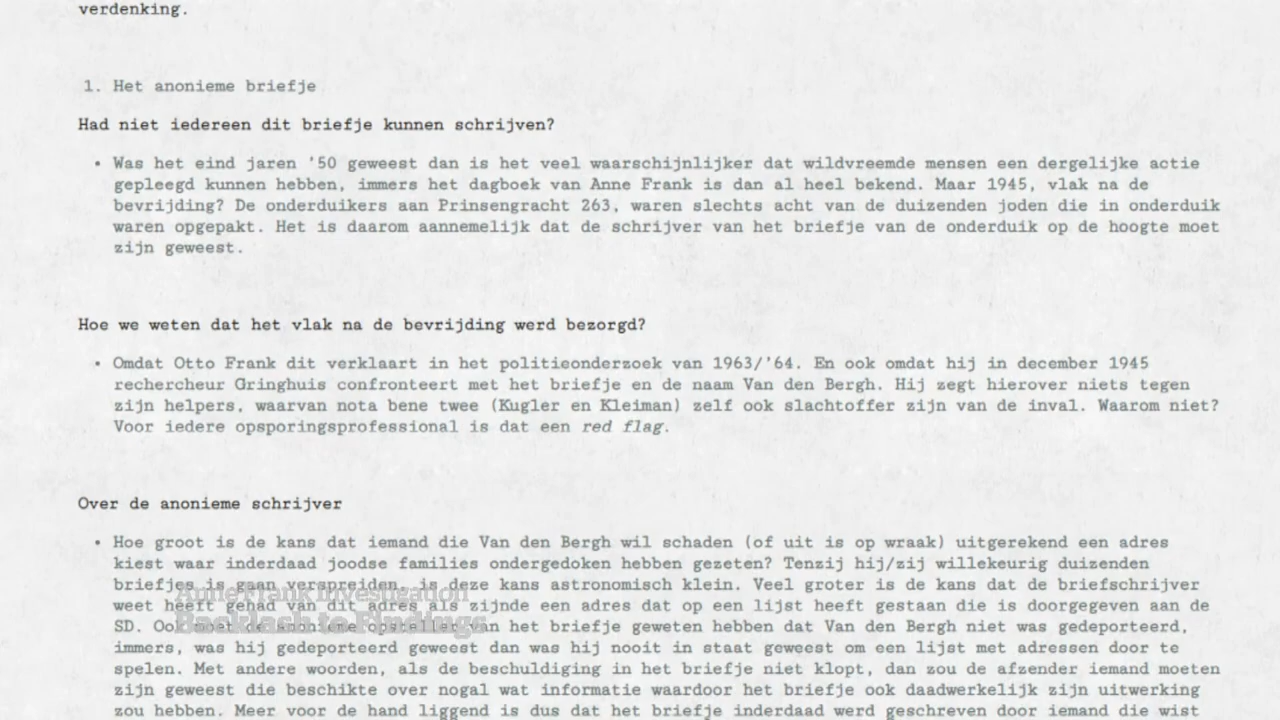 verdenking.
1. Het anonieme briefje
Had niet iedereen dit briefje kunnen schrijven?
• Was het eind jaren '50 geweest dan is het veel waarschijnlijker dat wildvreemde mensen een dergelijke actie
gepleegd kunnen hebben, immers het dagboek van Anne Frank is dan al heel bekend. Maar 1945, vlak na de
bevrijding? De onderduikers aan Prinsengracht 263, waren slechts acht van de duizenden joden die in onderduik
waren opgepakt. Het is daarom aannemelijk dat de schrijver van het briefje van de onderduik op de hoogte moet
zijn geweest.
Hoe we weten dat het vlak na de bevrijding werd bezorgd?
• Omdat Otto Frank dit verklaart in het politieonderzoek van 1963/'64. En ook omdat hij in december 1945
rechercheur Gringhuis confronteert met het briefje en de naam Van den Bergh. Hij zegt hierover niets tegen
zijn helpers, waarvan nota bene twee (Kugler en Kleiman) zelf ook slachtoffer zijn van de inval. Waarom niet?
Voor iedere opsporingsprofessional is dat een red flag.
Over de anonieme schrijver
• Hoe groot is de kans dat iemand die Van den Bergh wil schaden (of uit is op wraak) uitgerekend een adres
kiest waar inderdaad joodse families ondergedoken hebben gezeten? Tenzij hij/zij willekeurig duizenden
briefjes is gaan verspreiden, is deze kans astronomisch klein. Veel groter is de kans dat de briefschrijver
Anne Frank Investigation
weet heeft gehad van dit adres als zijnde een adres dat op een lijst heeft gestaan die is doorgegeven aan de
Backlash to Findings
SD. Ook anonieme van het briefje geweten hebben dat Van den Bergh niet was gedeporteerd,
immers, was hij gedeporteerd geweest dan was hij nooit in staat geweest om een lijst met adressen door te
spelen. Met andere woorden, als de beschuldiging in het briefje niet klopt, dan zou de afzender iemand moeten
zijn geweest die beschikte over nogal wat informatie waardoor het briefje ook daadwerkelijk zijn uitwerking
zou hebben. Meer voor de hand liggend is dus dat het briefje inderdaad werd geschreven door iemand die wist